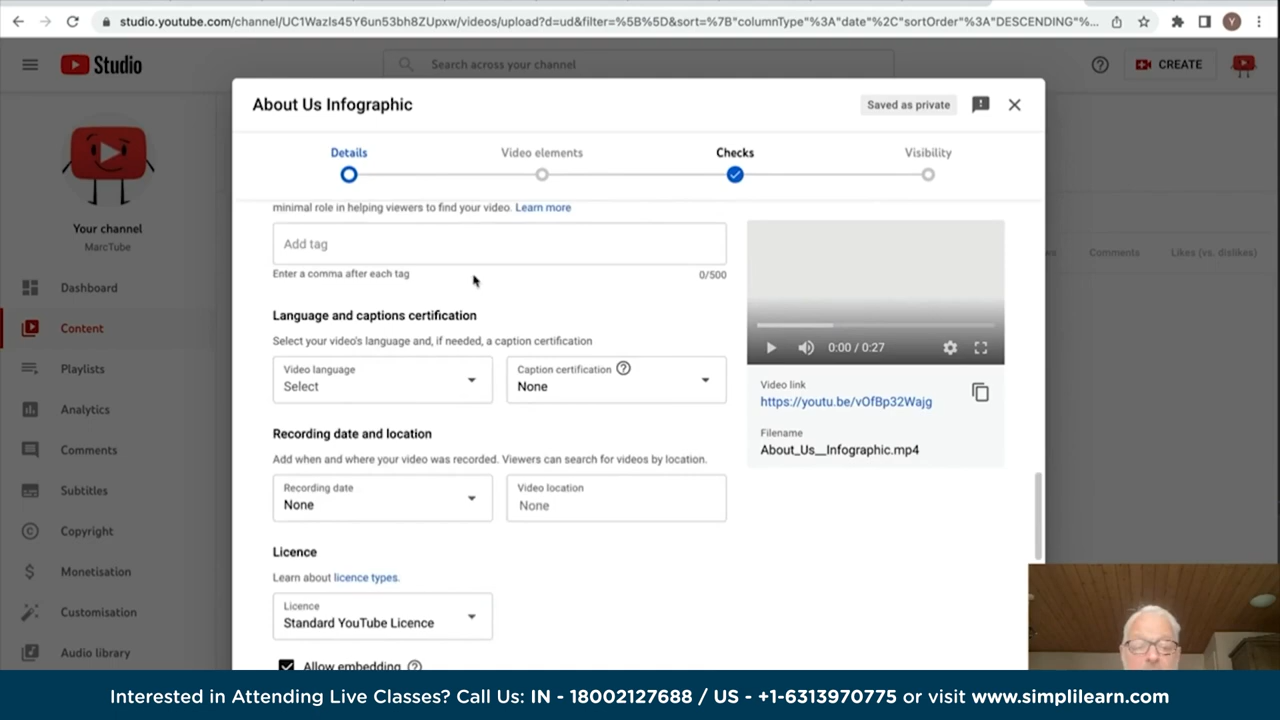 studio.youtube.com/channel/UC1WazIs45Y6un53bh8ZUpxw/videos/upload?d=ud&filter=%5B%5D&sort=%7B"columnType"%3A"date"%2C"sortOrder"%3A"DESCENDING"%...
Y
Studio
Search across your channel
CREATE
About Us Infographic
Saved as private
Details
Video elements
Checks
Visibility
Your channel
MarcTube
Dashboard
Content
Playlists
Analytics
Comments
Subtitles
Copyright
Monetisation
Customisation
Audio library
minimal role in helping viewers to find your video. Learn more
Add tag
Enter a comma after each tag
0/500
Language and captions certification
Select your video's language and, if needed, a caption certification
Video language
Select
Caption certification
None
Recording date and location
Add when and where your video was recorded. Viewers can search for videos by location.
Recording date
None
Video location
None
Licence
Learn about licence types.
Licence
Standard YouTube Licence
Allow embedding
0:00 / 0:27
Video link
https://youtu.be/vOfBp32Wajg
Filename
About_Us__Infographic.mp4
Comments
Likes (vs. dislikes)
Interested in Attending Live Classes? Call Us: IN - 18002127688 / US - +1-6313970775 or visit www.simplilearn.com